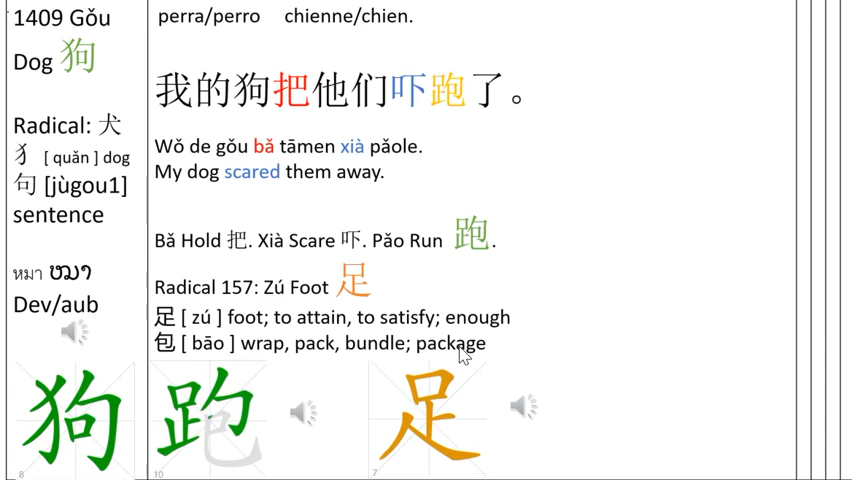 1409 Gǒu
Dog 狗
Radical: 犬
犭 [ quǎn ] dog
句 [jùgou1]
sentence
หมา ໝາ
Dev/aub
狗
8
perra/perro chienne/chien.
我的狗把他们吓跑了。
Wǒ de gǒu bǎ tāmen xià pǎole.
My dog scared them away.
Bǎ Hold 把. Xià Scare 吓. Pǎo Run 跑.
Radical 157: Zú Foot 足
足 [ zú ] foot; to attain, to satisfy; enough
包 [ bāo ] wrap, pack, bundle; package
跑
10
足
7